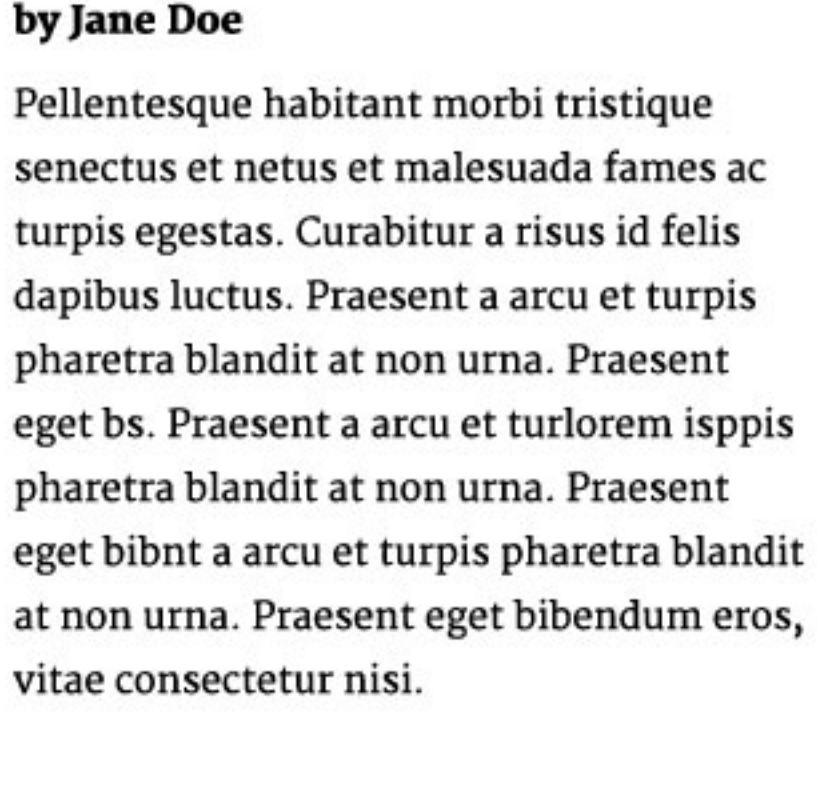 by Jane Doe
Pellentesque habitant morbi tristique
senectus et netus et malesuada fames ac
turpis egestas. Curabitur a risus id felis
dapibus luctus. Praesent a arcu et turpis
pharetra blandit at non urna. Praesent
eget bs. Praesent a arcu et turlorem isppis
pharetra blandit at non urna. Praesent
eget bibnt a arcu et turpis pharetra blandit
at non urna. Praesent eget bibendum eros,
vitae consectetur nisi.